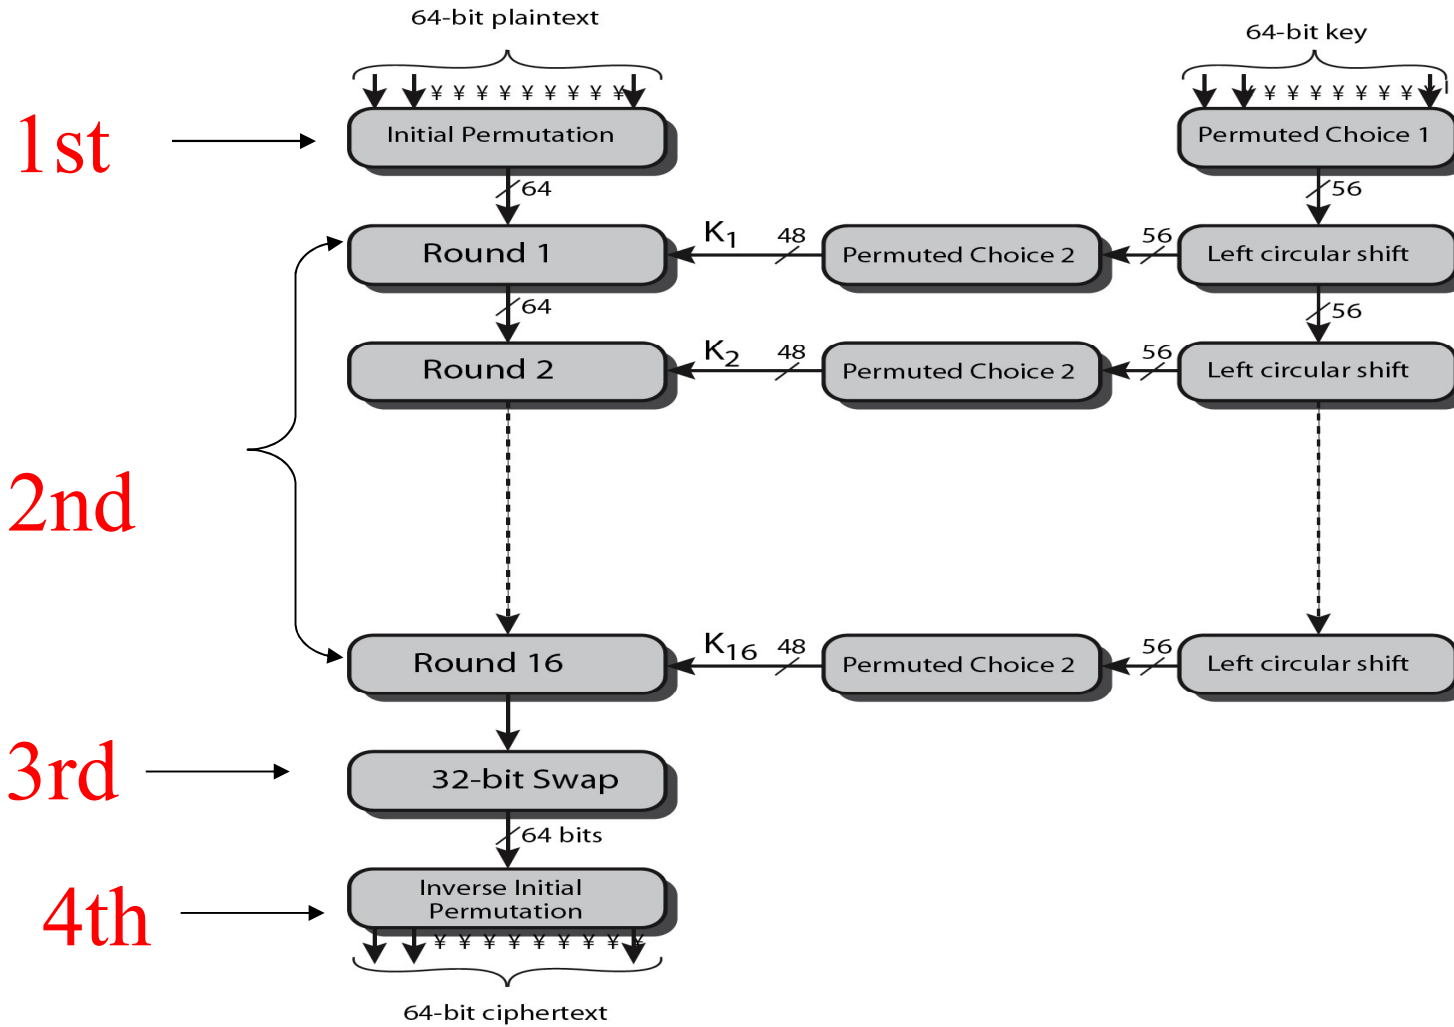 64-bit plaintext
64-bit key
¥ ¥ ¥ ¥ ¥ ¥ ¥ ¥ ¥
¥ ¥ ¥ ¥ ¥ ¥ ¥ ¥
1st
Initial Permutation
Permuted Choice 1
64
56
Round 1
K1
48
Permuted Choice 2
56
Left circular shift
64
56
Round 2
K2
48
Permuted Choice 2
56
Left circular shift
2nd
Round 16
K16
48
Permuted Choice 2
56
Left circular shift
3rd
32-bit Swap
64 bits
4th
Inverse Initial
Permutation
¥ ¥ ¥ ¥ ¥ ¥ ¥ ¥ ¥
64-bit ciphertext